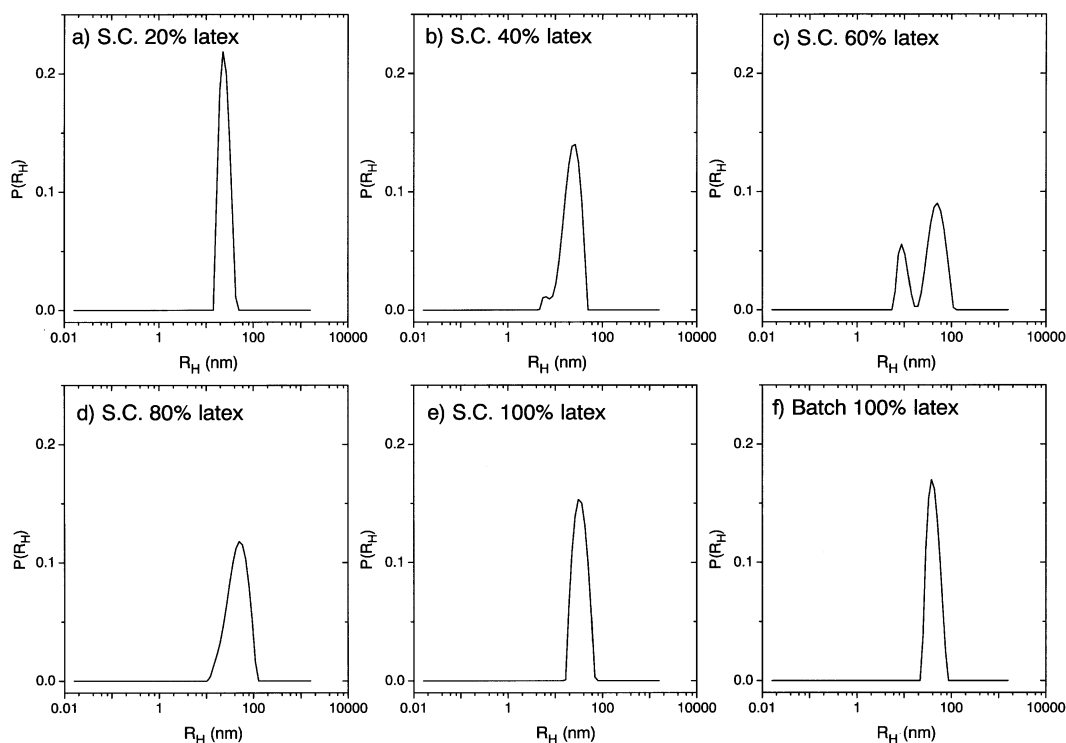 a) S.C. 20% latex
0.2
0.1
0.0
P(R_H)
0.01
1
100
10000
R_H (nm)
b) S.C. 40% latex
0.2
0.1
0.0
P(R_H)
0.01
1
100
10000
R_H (nm)
c) S.C. 60% latex
0.2
0.1
0.0
P(R_H)
0.01
1
100
10000
R_H (nm)
d) S.C. 80% latex
0.2
0.1
0.0
P(R_H)
0.01
1
100
10000
R_H (nm)
e) S.C. 100% latex
0.2
0.1
0.0
P(R_H)
0.01
1
100
10000
R_H (nm)
f) Batch 100% latex
0.2
0.1
0.0
P(R_H)
0.01
1
100
10000
R_H (nm)